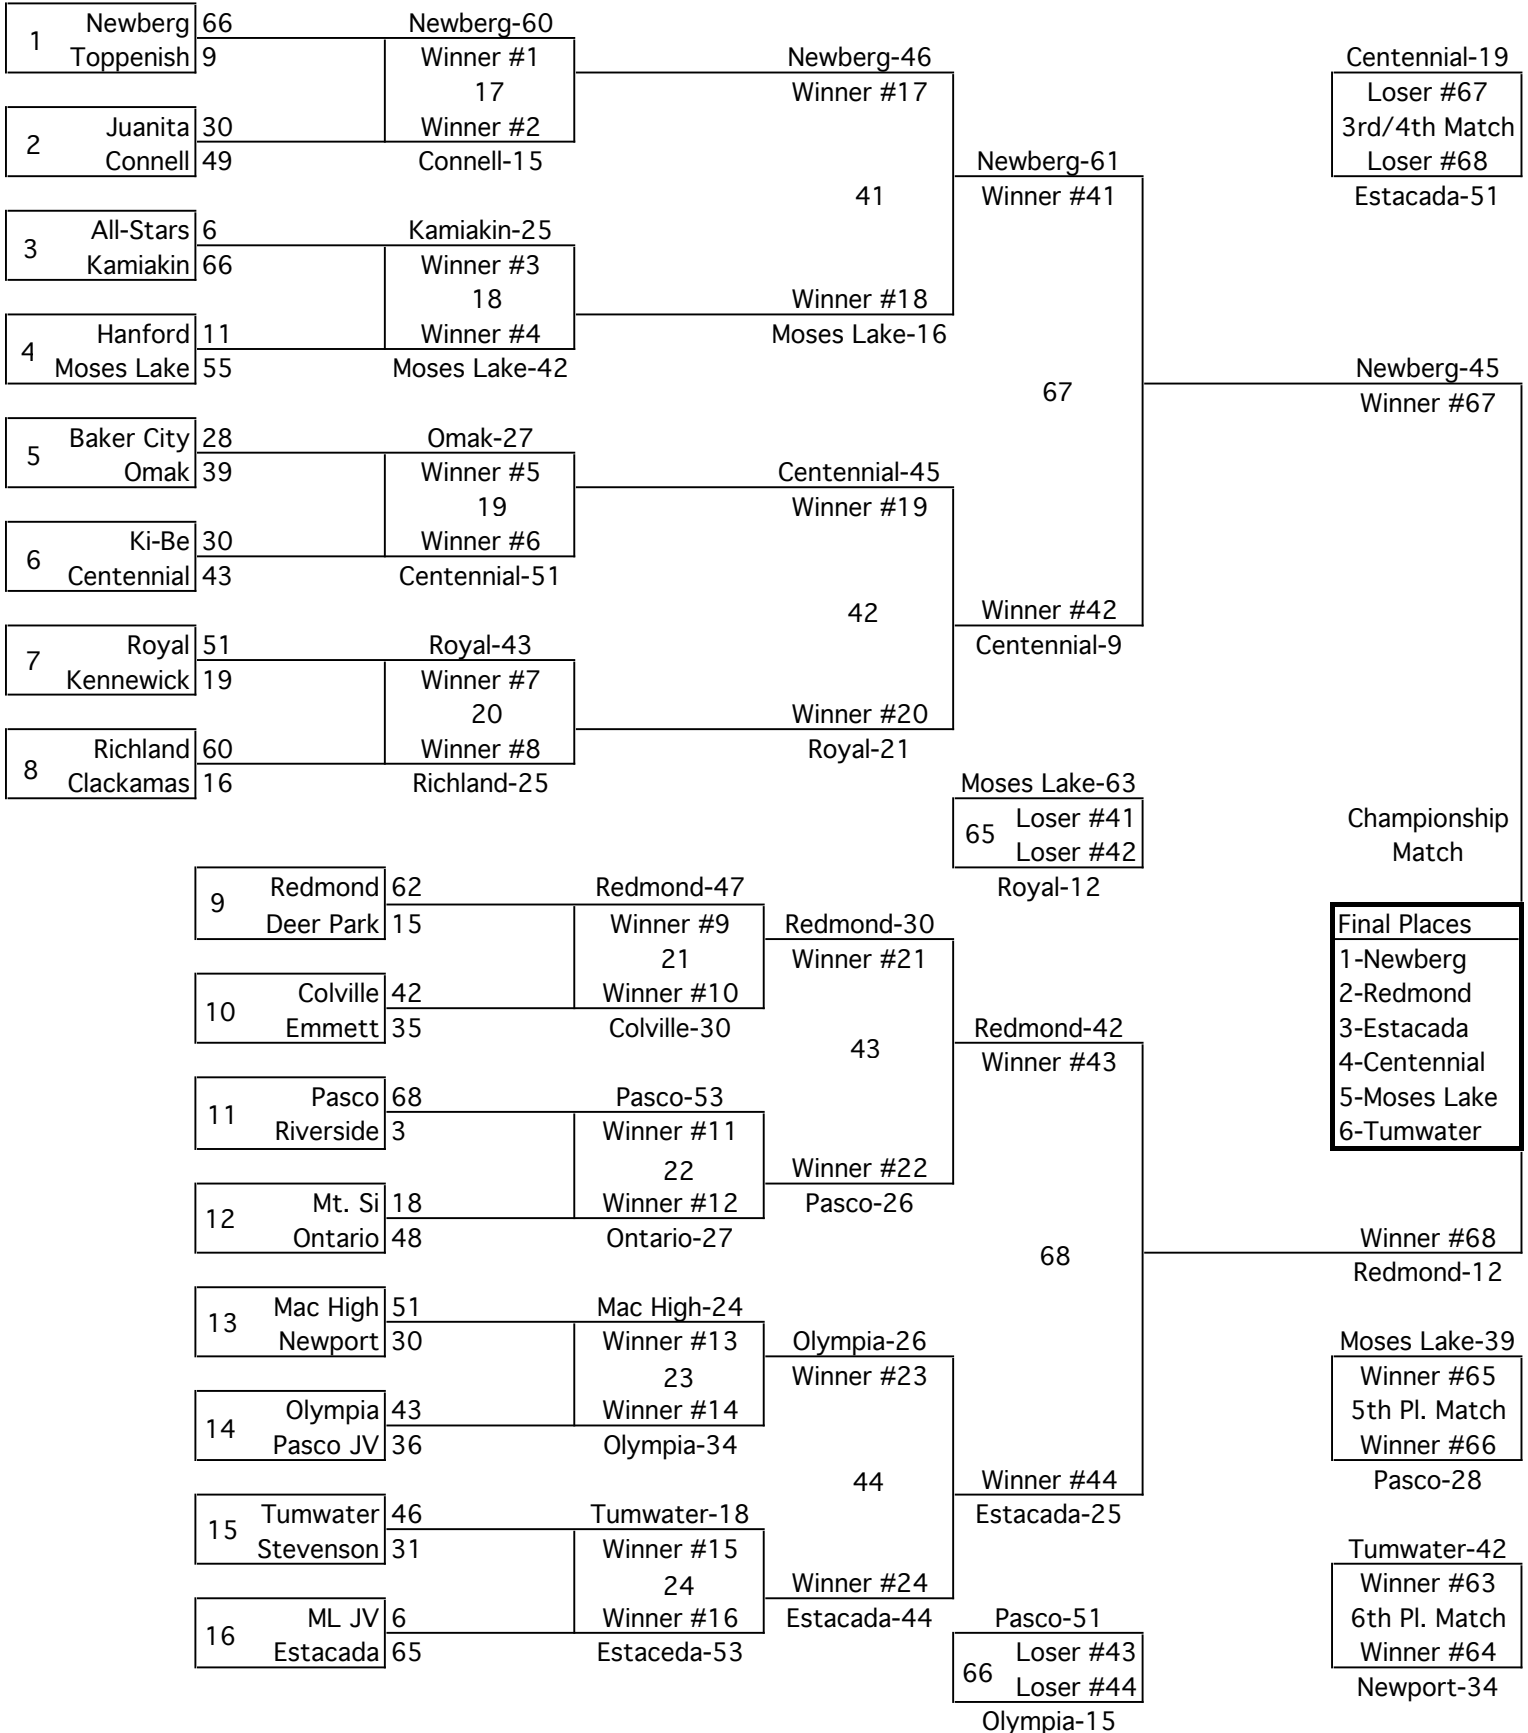 1 Newberg 66
Toppenish 9
2 Juanita 30
Connell 49
3 All-Stars 6
Kamiakin 66
4 Hanford 11
Moses Lake 55
5 Baker City 28
Omak 39
6 Ki-Be 30
Centennial 43
7 Royal 51
Kennewick 19
8 Richland 60
Clackamas 16
Newberg-60
Winner #1
17
Winner #2
Connell-15
Kamiakin-25
Winner #3
18
Winner #4
Moses Lake-42
Omak-27
Winner #5
19
Winner #6
Centennial-51
Royal-43
Winner #7
20
Winner #8
Richland-25
Newberg-46
Winner #17
41
Winner #18
Moses Lake-16
Centennial-45
Winner #19
42
Winner #20
Royal-21
Newberg-61
Winner #41
67
Winner #42
Centennial-9
Moses Lake-63
65 Loser #41
Loser #42
Royal-12
9 Redmond 62
Deer Park 15
10 Colville 42
Emmett 35
11 Pasco 68
Riverside 3
12 Mt. Si 18
Ontario 48
13 Mac High 51
Newport 30
14 Olympia 43
Pasco JV 36
15 Tumwater 46
Stevenson 31
16 ML JV 6
Estacada 65
Redmond-47
Winner #9
21
Winner #10
Colville-30
Pasco-53
Winner #11
22
Winner #12
Ontario-27
Mac High-24
Winner #13
23
Winner #14
Olympia-34
Tumwater-18
Winner #15
24
Winner #16
Estaceda-53
Redmond-30
Winner #21
43
Winner #22
Pasco-26
Olympia-26
Winner #23
44
Winner #24
Estacada-44
Redmond-42
Winner #43
68
Winner #44
Estacada-25
Pasco-51
66 Loser #43
Loser #44
Olympia-15
Centennial-19
Loser #67
3rd/4th Match
Loser #68
Estacada-51
Newberg-45
Winner #67
Championship
Match
Final Places
1-Newberg
2-Redmond
3-Estacada
4-Centennial
5-Moses Lake
6-Tumwater
Winner #68
Redmond-12
Moses Lake-39
Winner #65
5th Pl. Match
Winner #66
Pasco-28
Tumwater-42
Winner #63
6th Pl. Match
Winner #64
Newport-34